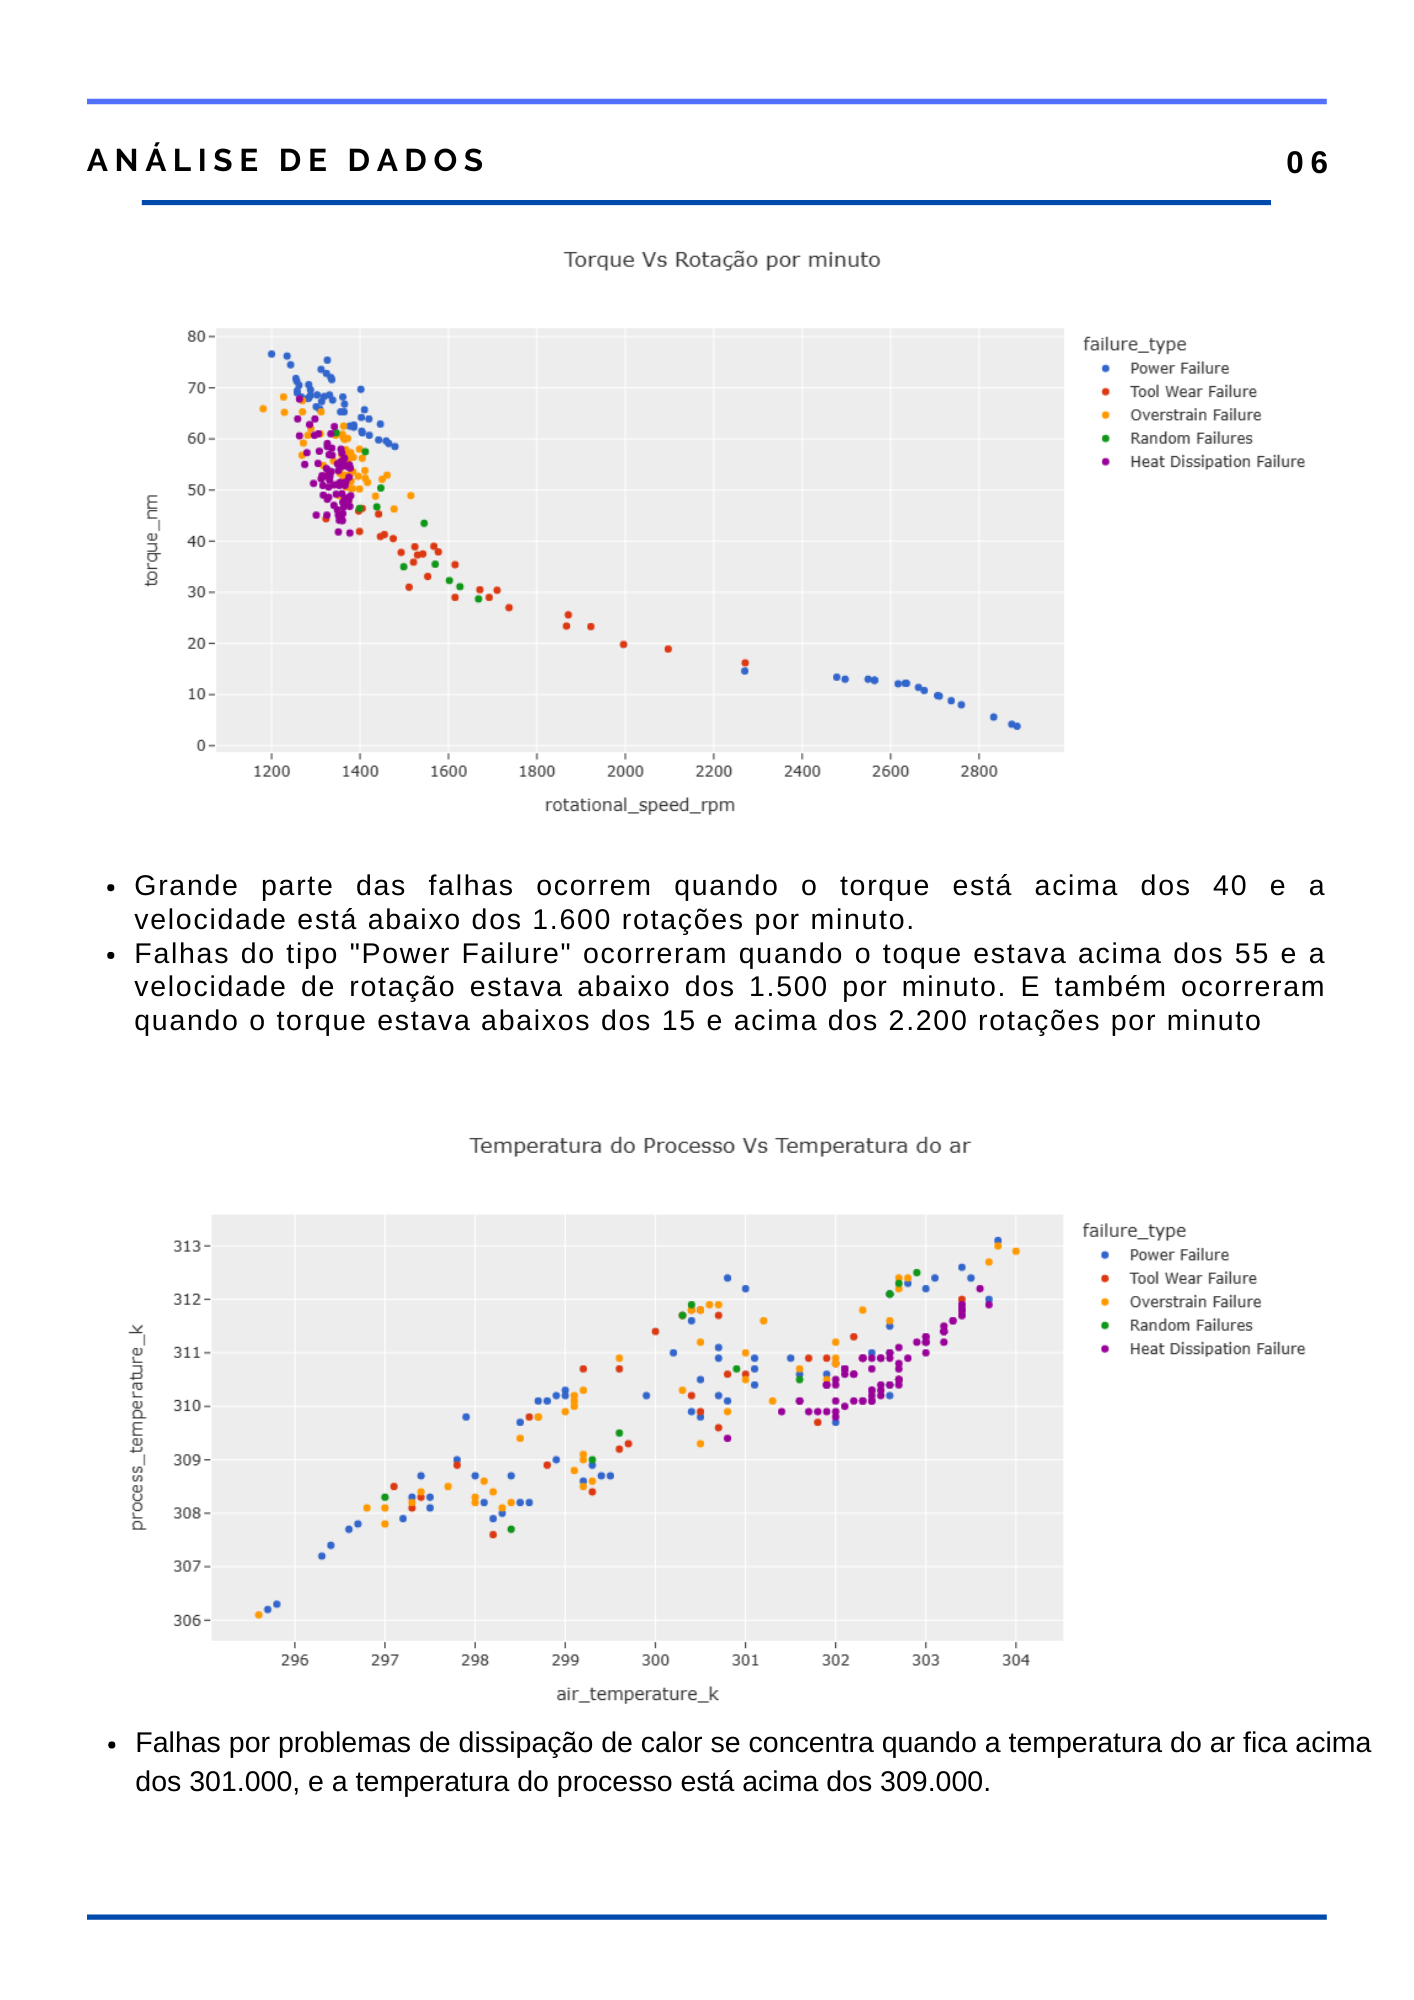 ANÁLISE DE DADOS
06
Torque Vs Rotação por minuto
80
70
60
50
40
30
20
10
0
torque_nm
1200 1400 1600 1800 2000 2200 2400 2600 2800
rotational_speed_rpm
failure_type
Power Failure
Tool Wear Failure
Overstrain Failure
Random Failures
Heat Dissipation Failure
• Grande parte das falhas ocorrem quando o torque está acima dos 40 e a
velocidade está abaixo dos 1.600 rotações por minuto.
• Falhas do tipo "Power Failure" ocorreram quando o toque estava acima dos 55 e a
velocidade de rotação estava abaixo dos 1.500 por minuto. E também ocorreram
quando o torque estava abaixos dos 15 e acima dos 2.200 rotações por minuto
Temperatura do Processo Vs Temperatura do ar
313
312
311
310
309
308
307
306
process_temperature_k
296 297 298 299 300 301 302 303 304
air_temperature_k
failure_type
Power Failure
Tool Wear Failure
Overstrain Failure
Random Failures
Heat Dissipation Failure
• Falhas por problemas de dissipação de calor se concentra quando a temperatura do ar fica acima
dos 301.000, e a temperatura do processo está acima dos 309.000.